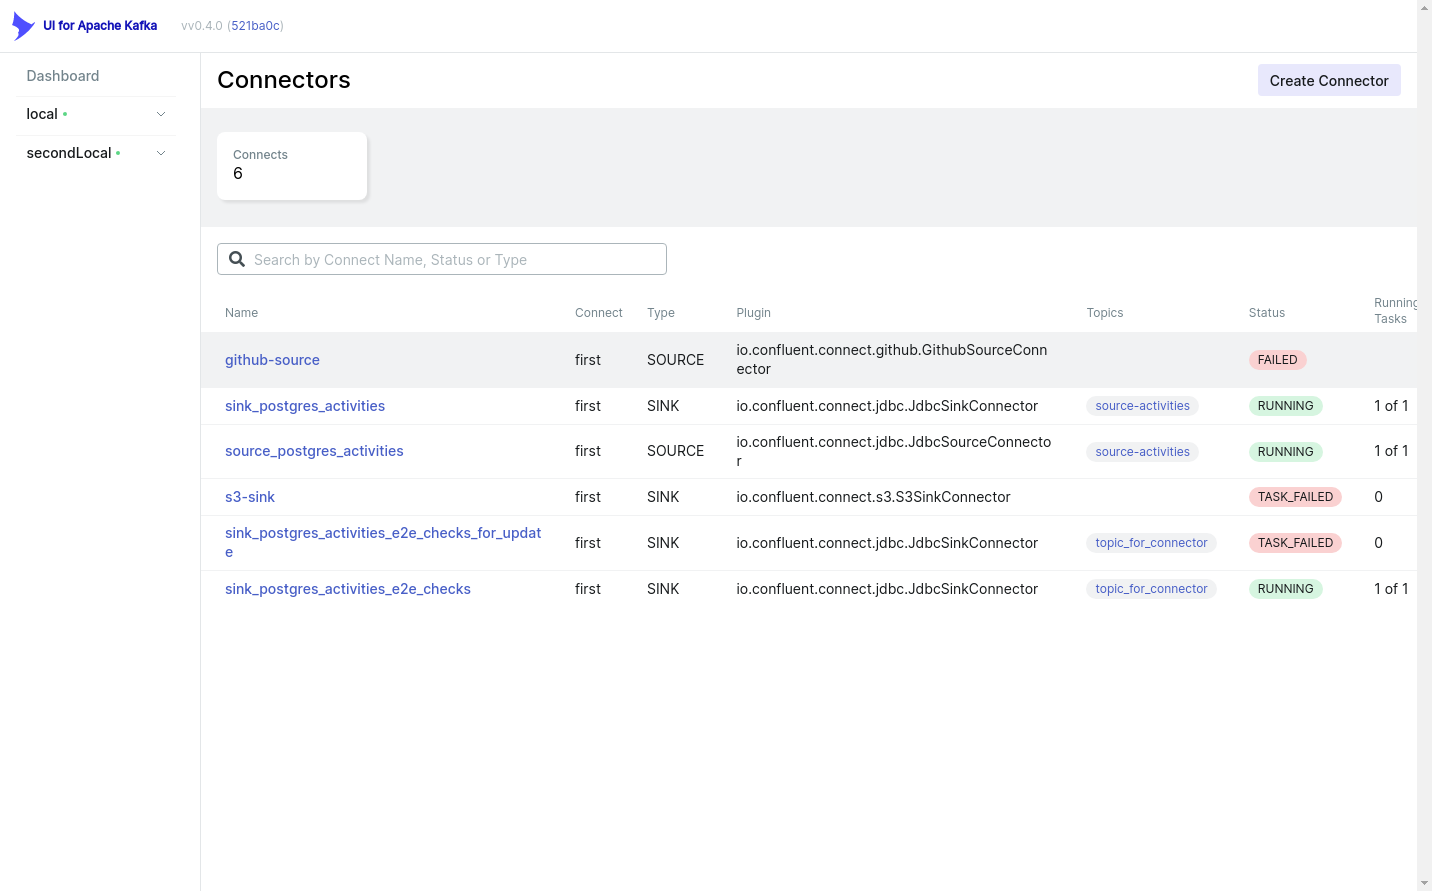 UI for Apache Kafka vv0.4.0 (521ba0c)
Dashboard
local
secondLocal
Connectors
Create Connector
Connects
6
Search by Connect Name, Status or Type
Name Connect Type Plugin Topics Status Running
Tasks
github-source first SOURCE io.confluent.connect.github.GithubSourceConn
ector FAILED
sink_postgres_activities first SINK io.confluent.connect.jdbc.JdbcSinkConnector source-activities RUNNING 1 of 1
source_postgres_activities first SOURCE io.confluent.connect.jdbc.JdbcSourceConnecto
r source-activities RUNNING 1 of 1
s3-sink first SINK io.confluent.connect.s3.S3SinkConnector TASK_FAILED 0
sink_postgres_activities_e2e_checks_for_updat
e first SINK io.confluent.connect.jdbc.JdbcSinkConnector topic_for_connector TASK_FAILED 0
sink_postgres_activities_e2e_checks first SINK io.confluent.connect.jdbc.JdbcSinkConnector topic_for_connector RUNNING 1 of 1